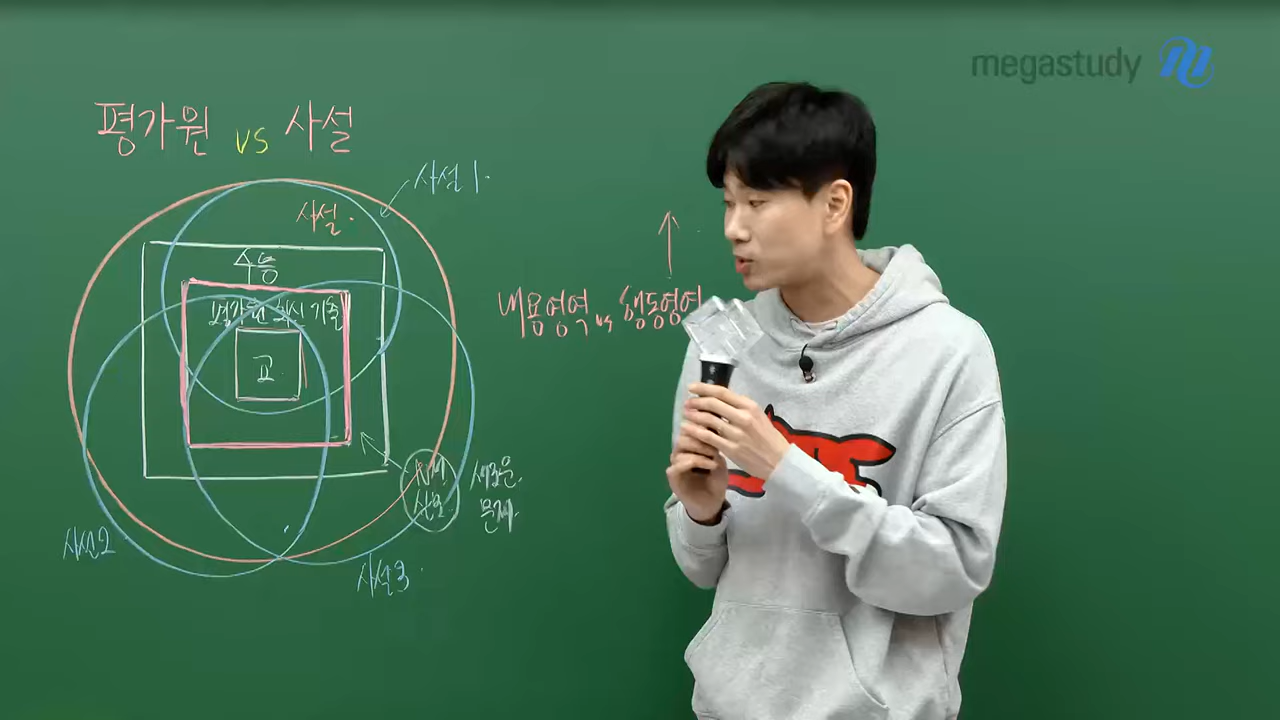 megastudy
평가원 vs 사설
사설 1.
사설.
수능
평가원 역시 기출
교.
내용영역 vs 행동영역
새로운
문제.
사설2
사설3.